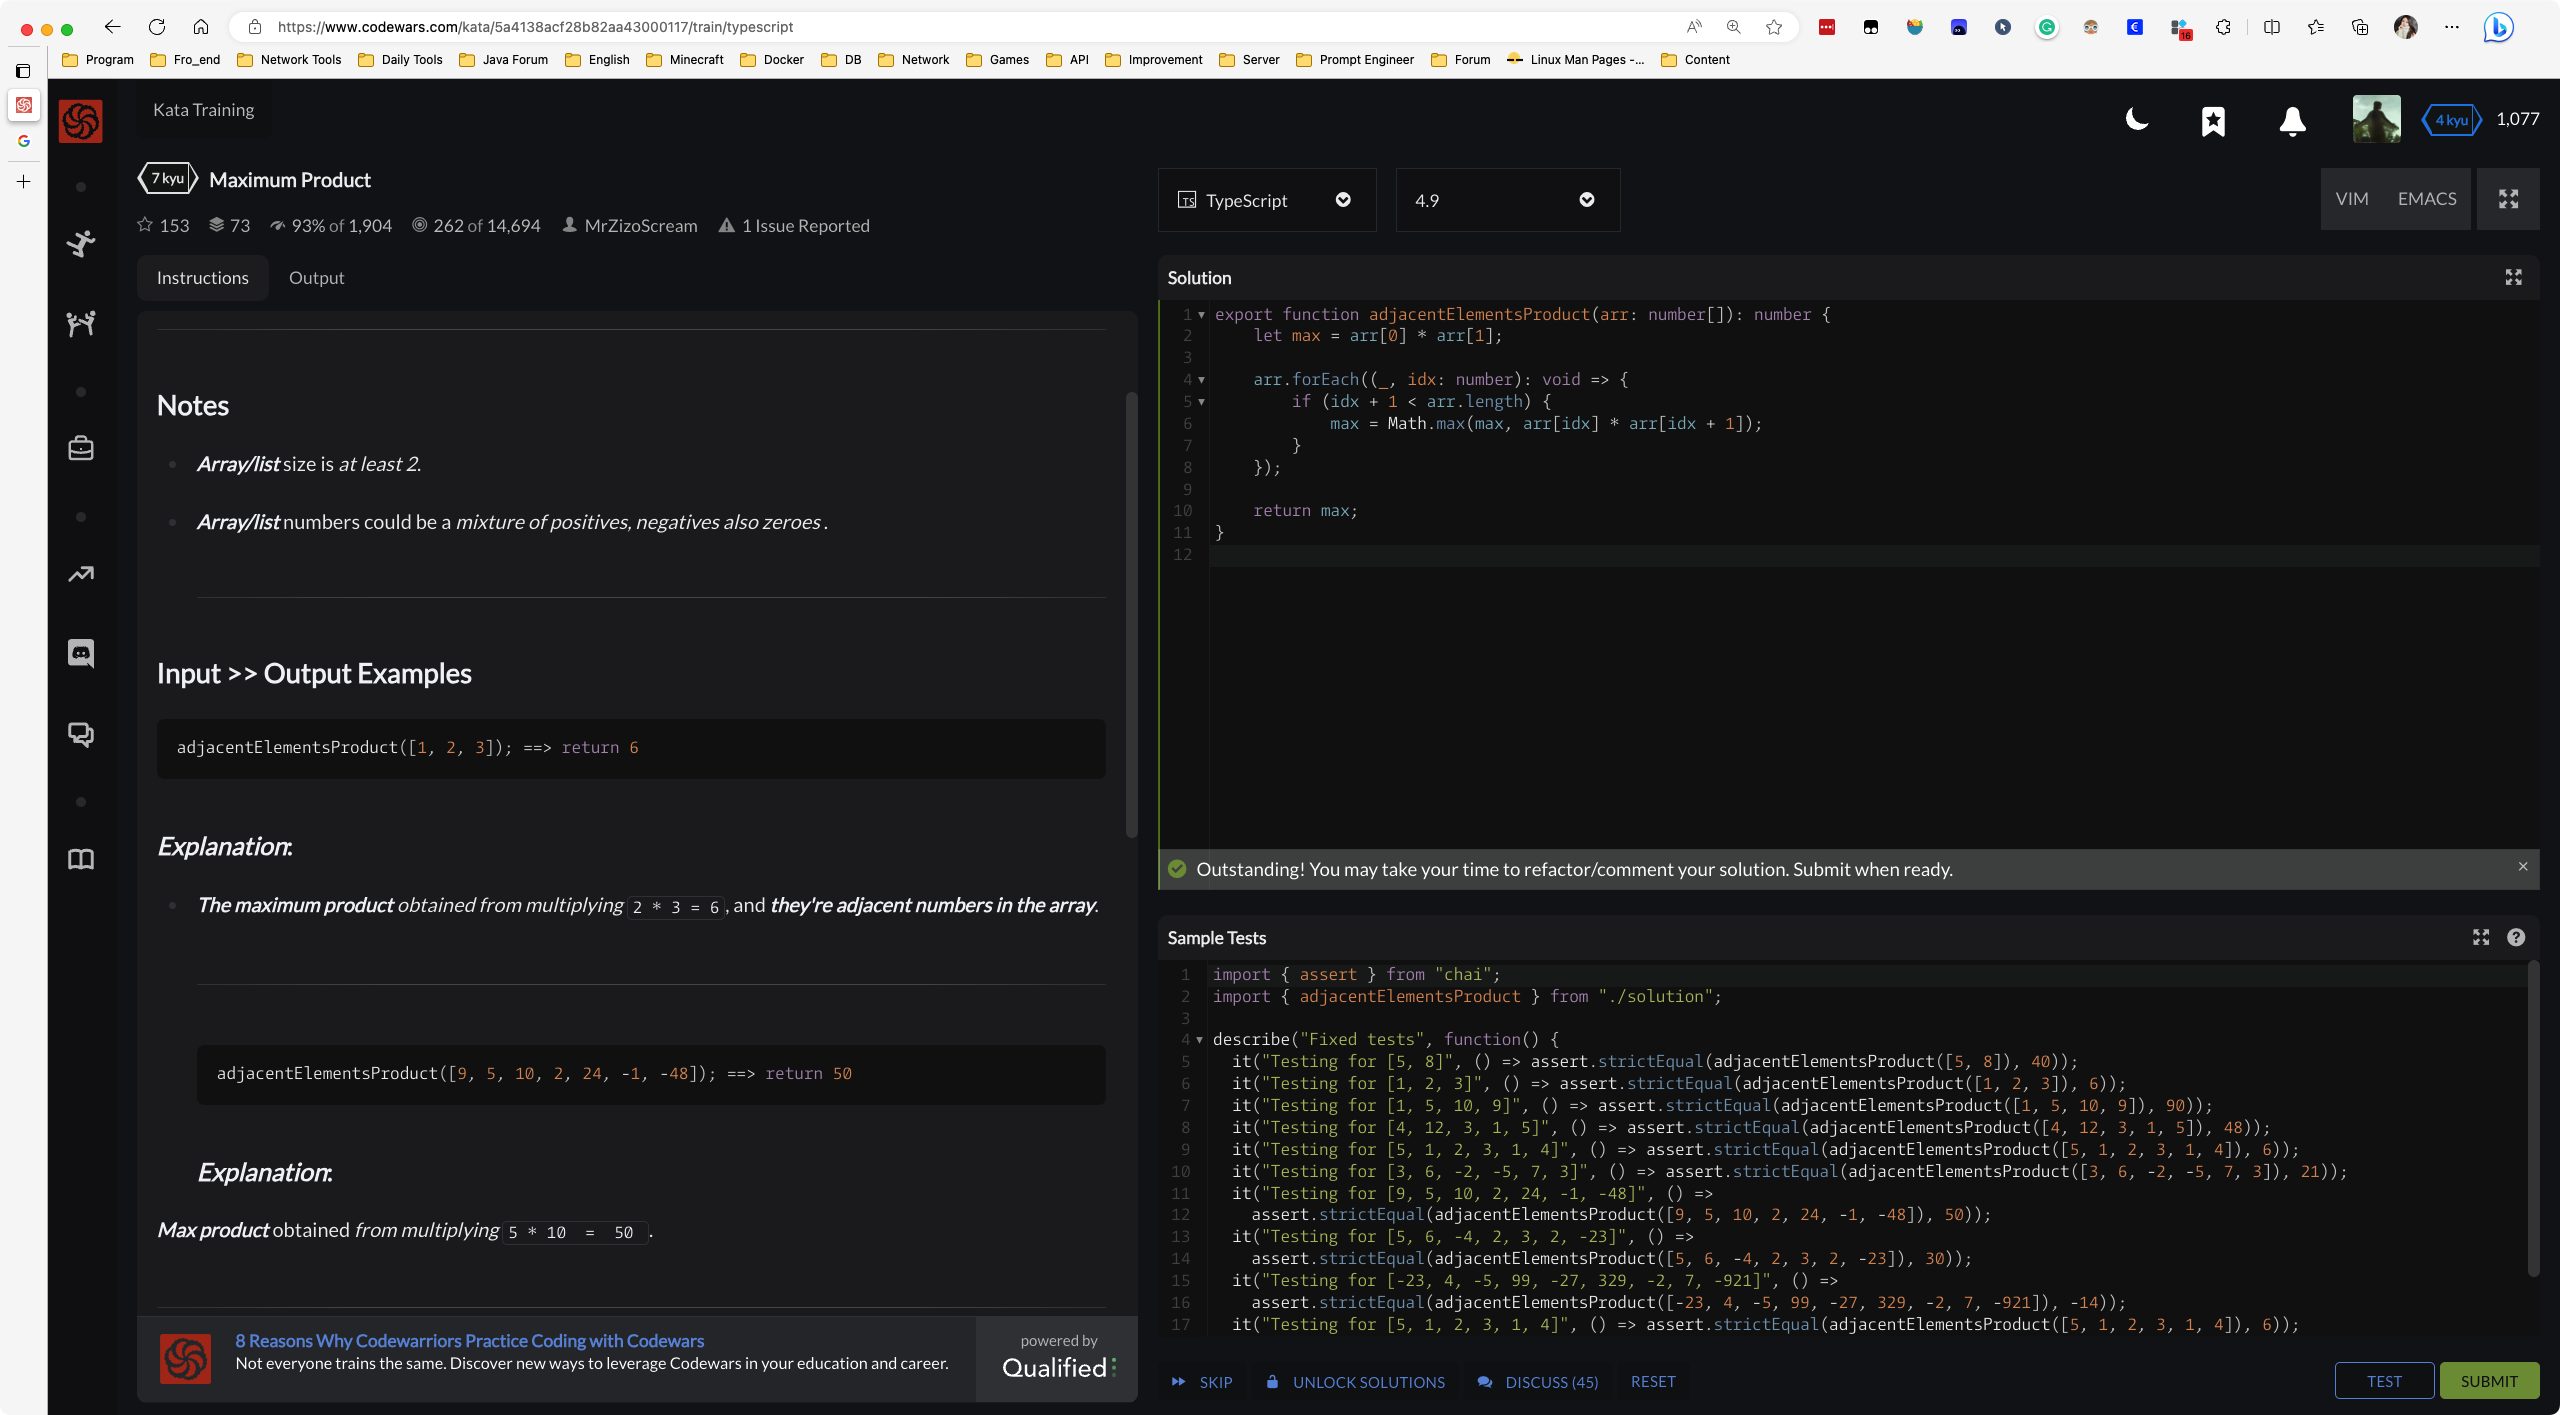 https://www.codewars.com/kata/5a4138acf28b82aa43000117/train/typescript
16
Program Fro_end Network Tools Daily Tools Java Forum English Minecraft Docker DB Network Games API Improvement Server Prompt Engineer Forum Linux Man Pages -... Content
Kata Training
4 kyu 1,077
7 kyu Maximum Product
153 73 93% of 1,904 262 of 14,694 MrZizoScream 1 Issue Reported
Instructions Output
Notes
Array/list size is at least 2.
Array/list numbers could be a mixture of positives, negatives also zeroes .
Input >> Output Examples
adjacentElementsProduct([1, 2, 3]); ==> return 6
Explanation:
The maximum product obtained from multiplying 2 * 3 = 6, and they're adjacent numbers in the array.
adjacentElementsProduct([9, 5, 10, 2, 24, -1, -48]); ==> return 50
Explanation:
Max product obtained from multiplying 5 * 10 = 50 .
8 Reasons Why Codewarriors Practice Coding with Codewars
Not everyone trains the same. Discover new ways to leverage Codewars in your education and career.
powered by
Qualified
TS TypeScript 4.9 VIM EMACS
Solution
1 export function adjacentElementsProduct(arr: number[]): number {
2 let max = arr[0] * arr[1];
3
4 arr.forEach((_, idx: number): void => {
5 if (idx + 1 < arr.length) {
6 max = Math.max(max, arr[idx] * arr[idx + 1]);
7 }
8 });
9
10 return max;
11 }
12
Outstanding! You may take your time to refactor/comment your solution. Submit when ready. ×
Sample Tests ?
1 import { assert } from "chai";
2 import { adjacentElementsProduct } from "./solution";
3
4 describe("Fixed tests", function() {
5 it("Testing for [5, 8]", () => assert.strictEqual(adjacentElementsProduct([5, 8]), 40));
6 it("Testing for [1, 2, 3]", () => assert.strictEqual(adjacentElementsProduct([1, 2, 3]), 6));
7 it("Testing for [1, 5, 10, 9]", () => assert.strictEqual(adjacentElementsProduct([1, 5, 10, 9]), 90));
8 it("Testing for [4, 12, 3, 1, 5]", () => assert.strictEqual(adjacentElementsProduct([4, 12, 3, 1, 5]), 48));
9 it("Testing for [5, 1, 2, 3, 1, 4]", () => assert.strictEqual(adjacentElementsProduct([5, 1, 2, 3, 1, 4]), 6));
10 it("Testing for [3, 6, -2, -5, 7, 3]", () => assert.strictEqual(adjacentElementsProduct([3, 6, -2, -5, 7, 3]), 21));
11 it("Testing for [9, 5, 10, 2, 24, -1, -48]", () =>
12 assert.strictEqual(adjacentElementsProduct([9, 5, 10, 2, 24, -1, -48]), 50));
13 it("Testing for [5, 6, -4, 2, 3, 2, -23]", () =>
14 assert.strictEqual(adjacentElementsProduct([5, 6, -4, 2, 3, 2, -23]), 30));
15 it("Testing for [-23, 4, -5, 99, -27, 329, -2, 7, -921]", () =>
16 assert.strictEqual(adjacentElementsProduct([-23, 4, -5, 99, -27, 329, -2, 7, -921]), -14));
17 it("Testing for [5, 1, 2, 3, 1, 4]", () => assert.strictEqual(adjacentElementsProduct([5, 1, 2, 3, 1, 4]), 6));
SKIP UNLOCK SOLUTIONS DISCUSS (45) RESET TEST SUBMIT